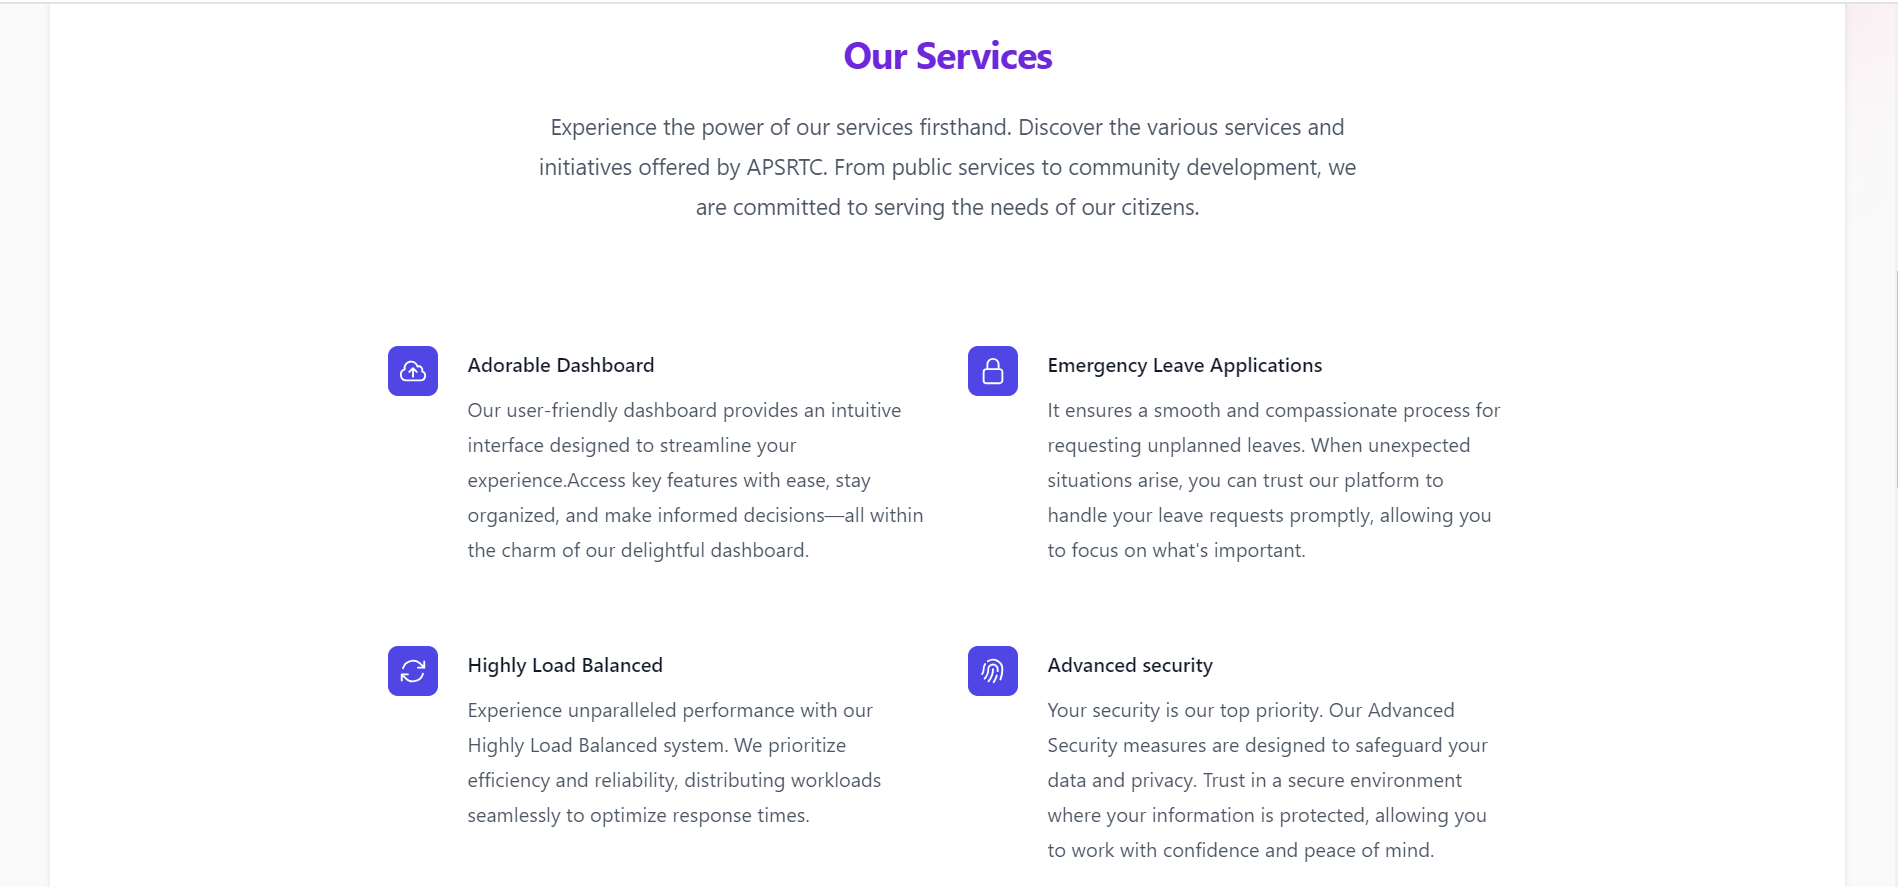 Our Services
Experience the power of our services firsthand. Discover the various services and
initiatives offered by APSRTC. From public services to community development, we
are committed to serving the needs of our citizens.
Adorable Dashboard
Our user-friendly dashboard provides an intuitive
interface designed to streamline your
experience.Access key features with ease, stay
organized, and make informed decisions—all within
the charm of our delightful dashboard.
Emergency Leave Applications
It ensures a smooth and compassionate process for
requesting unplanned leaves. When unexpected
situations arise, you can trust our platform to
handle your leave requests promptly, allowing you
to focus on what's important.
Highly Load Balanced
Experience unparalleled performance with our
Highly Load Balanced system. We prioritize
efficiency and reliability, distributing workloads
seamlessly to optimize response times.
Advanced security
Your security is our top priority. Our Advanced
Security measures are designed to safeguard your
data and privacy. Trust in a secure environment
where your information is protected, allowing you
to work with confidence and peace of mind.